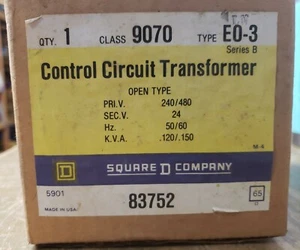 QTY. 1 CLASS 9070 TYPE EO-3
Series B
Control Circuit Transformer
OPEN TYPE
PRI.V. 240/480
SEC.V. 24
Hz. 50/60
K.V.A. .120/.150
M-4
D SQUARE D COMPANY
5901
MADE IN USA
83752
65